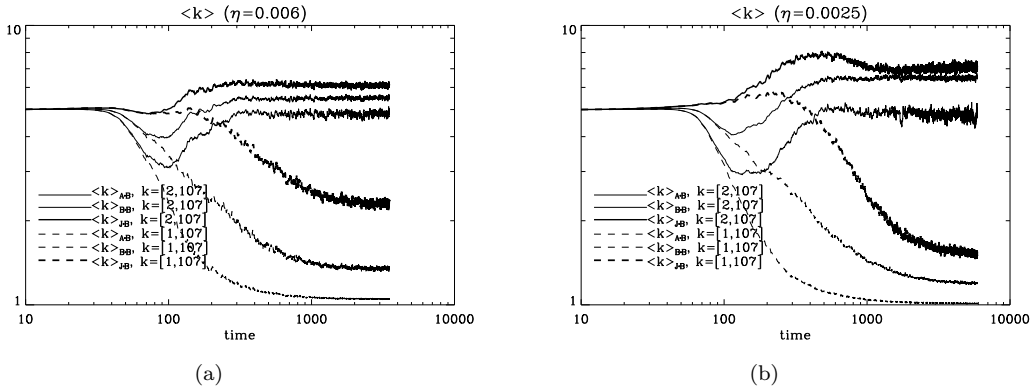 <k> (η=0.006)
10
1
<k>A·B, k=[2,107]
<k>B·B, k=[2,107]
<k>J·B, k=[2,107]
<k>A·B, k=[1,107]
<k>B·B, k=[1,107]
<k>J·B, k=[1,107]
10 100 1000 10000
time
(a)
<k> (η=0.0025)
10
1
<k>A·B, k=[2,107]
<k>B·B, k=[2,107]
<k>J·B, k=[2,107]
<k>A·B, k=[1,107]
<k>B·B, k=[1,107]
<k>J·B, k=[1,107]
10 100 1000 10000
time
(b)